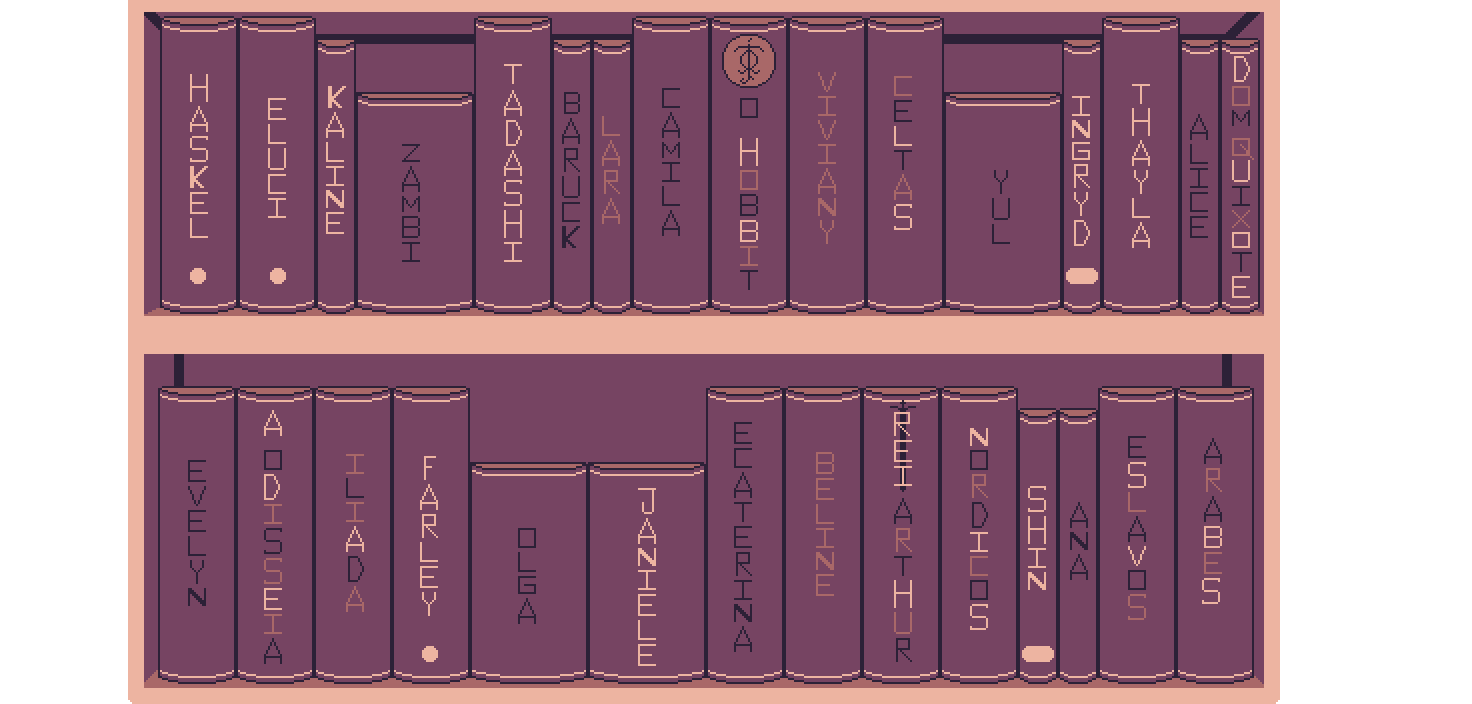 HASKEL
ELUCI
KALINE
ZAMBI
TADASHI
BARUCK
LARA
CAMILA
O HOBBIT
VIVIANY
CELTAS
YUL
INGRYD
THAYLA
ALICE
DOM QUIXOTE
EVELYN
A ODISSEIA
ILIADA
FARLEY
OLGA
JANIELE
ECATERINA
BELINE
REI ARTHUR
NORDICOS
SHIN
ANA
ESLAVOS
ARABES